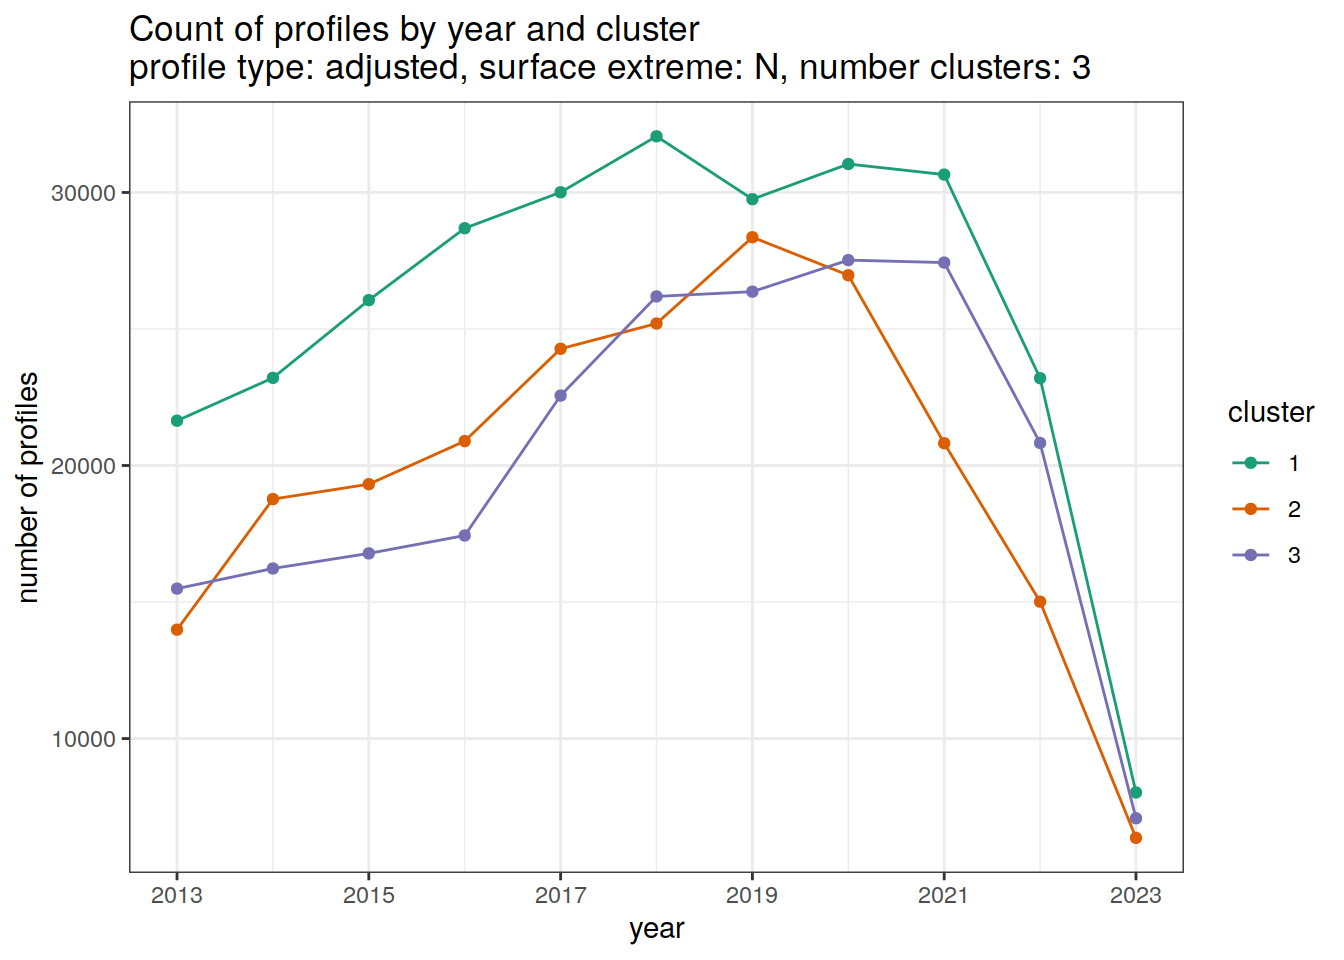 Count of profiles by year and cluster
profile type: adjusted, surface extreme: N, number clusters: 3
number of profiles
30000
20000
10000
2013 2015 2017 2019 2021 2023
year
cluster
1
2
3